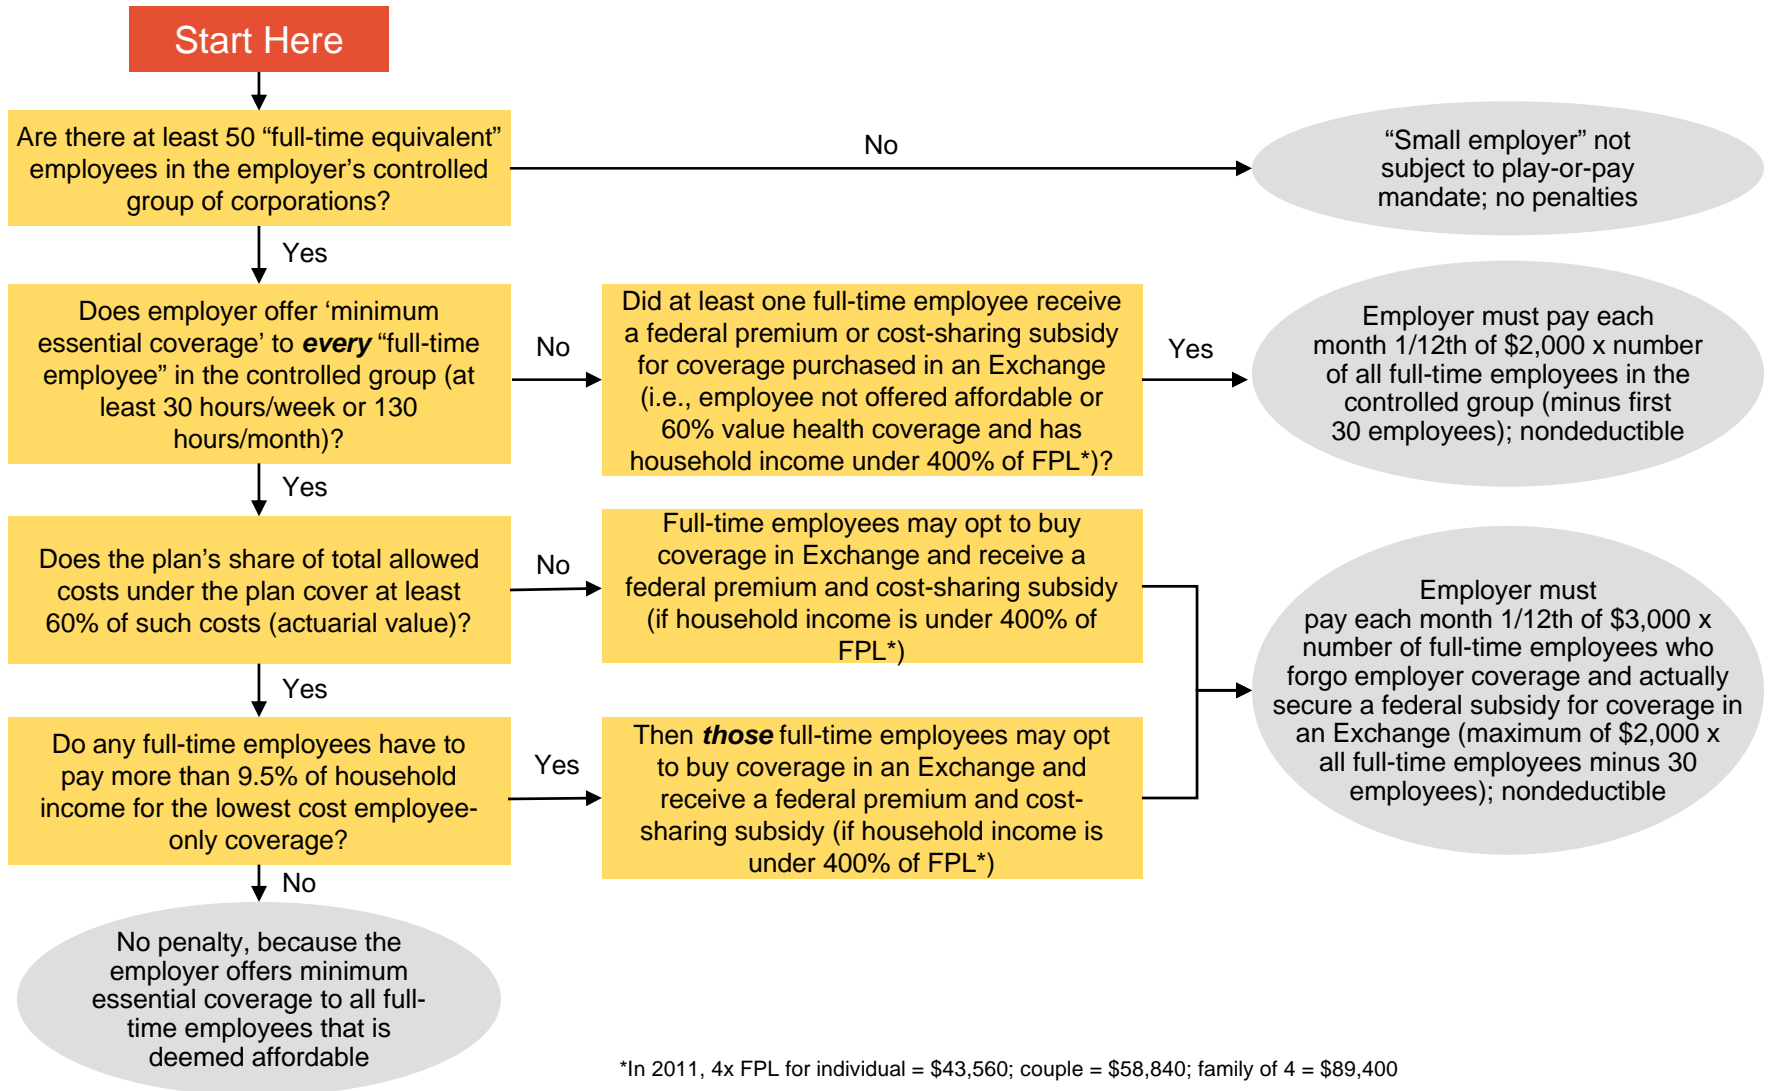 Start Here
Are there at least 50 “full-time equivalent”
employees in the employer’s controlled
group of corporations?
No
“Small employer” not
subject to play-or-pay
mandate; no penalties
Yes
Does employer offer ‘minimum
essential coverage’ to every “full-time
employee” in the controlled group (at
least 30 hours/week or 130
hours/month)?
No
Did at least one full-time employee receive
a federal premium or cost-sharing subsidy
for coverage purchased in an Exchange
(i.e., employee not offered affordable or
60% value health coverage and has
household income under 400% of FPL*)?
Yes
Employer must pay each
month 1/12th of $2,000 x number
of all full-time employees in the
controlled group (minus first
30 employees); nondeductible
Yes
Does the plan’s share of total allowed
costs under the plan cover at least
60% of such costs (actuarial value)?
No
Full-time employees may opt to buy
coverage in Exchange and receive a
federal premium and cost-sharing subsidy
(if household income is under 400% of
FPL*)
Employer must
pay each month 1/12th of $3,000 x
number of full-time employees who
forgo employer coverage and actually
secure a federal subsidy for coverage in
an Exchange (maximum of $2,000 x
all full-time employees minus 30
employees); nondeductible
Yes
Do any full-time employees have to
pay more than 9.5% of household
income for the lowest cost employee-
only coverage?
Yes
Then those full-time employees may opt
to buy coverage in an Exchange and
receive a federal premium and cost-
sharing subsidy (if household income is
under 400% of FPL*)
No
No penalty, because the
employer offers minimum
essential coverage to all full-
time employees that is
deemed affordable
*In 2011, 4x FPL for individual = $43,560; couple = $58,840; family of 4 = $89,400